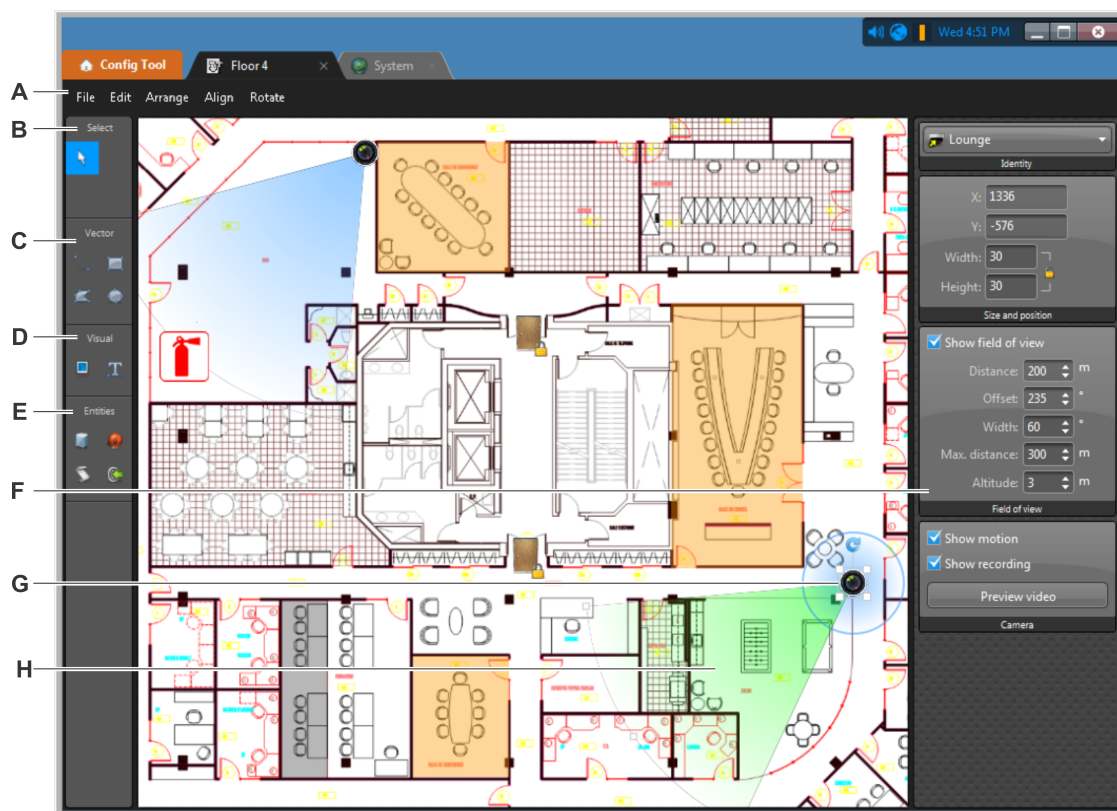 Wed 4:51 PM
Config Tool
Floor 4
System
A
File Edit Arrange Align Rotate
B
Select
Lounge
Identity
X: 1336
Y: -576
Width: 30
Height: 30
Size and position
C
Vector
D
Visual
T
Show field of view
Distance: 200 m
Offset: 235 °
Width: 60 °
Max. distance: 300 m
Altitude: 3 m
Field of view
E
Entities
F
Show motion
Show recording
Preview video
Camera
G
H